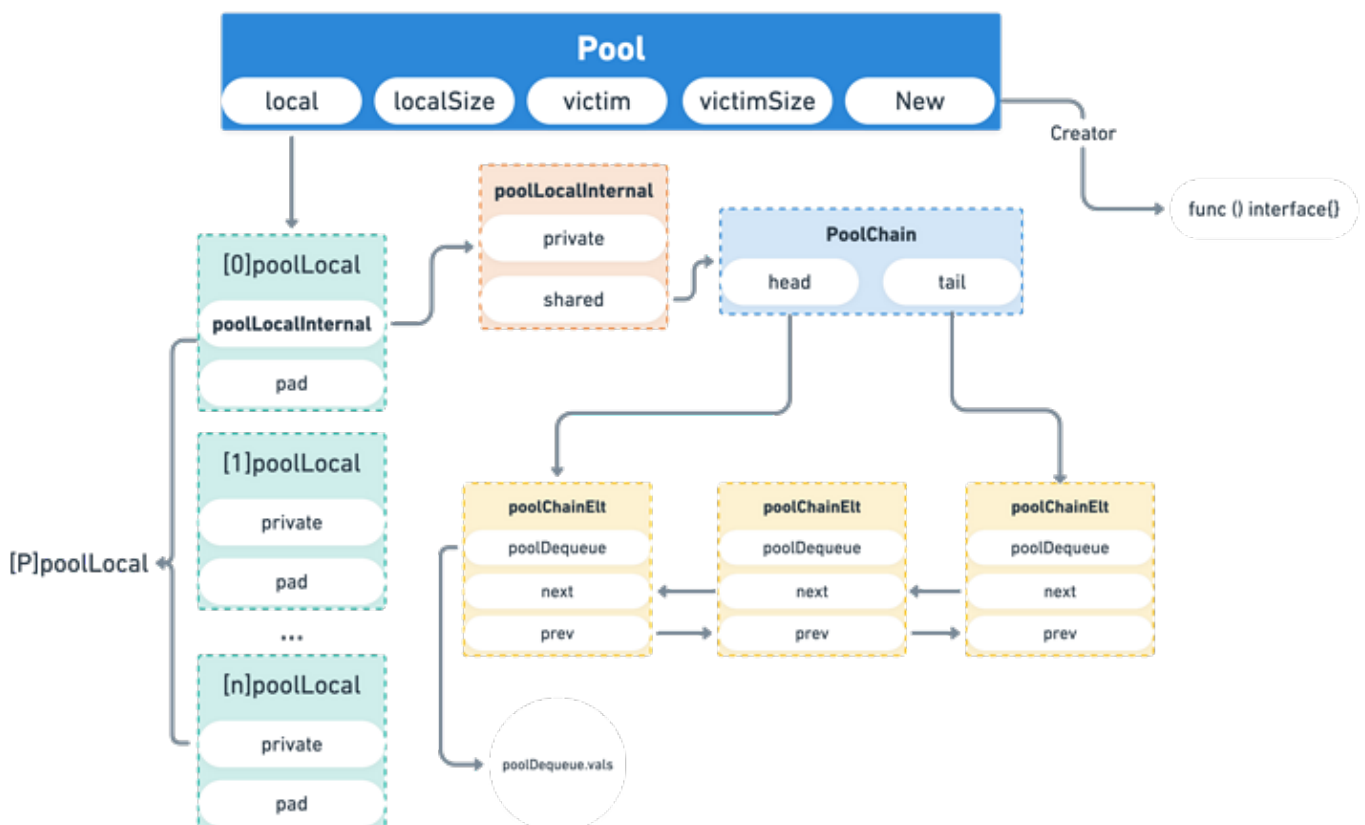 Pool
local
localSize
victim
victimSize
New
Creator
func () interface{}
poolLocalInternal
private
shared
PoolChain
head
tail
[0]poolLocal
poolLocalInternal
pad
[1]poolLocal
private
pad
...
[n]poolLocal
private
pad
[P]poolLocal
poolChainElt
poolDequeue
next
prev
poolChainElt
poolDequeue
next
prev
poolChainElt
poolDequeue
next
prev
poolDequeue.vals